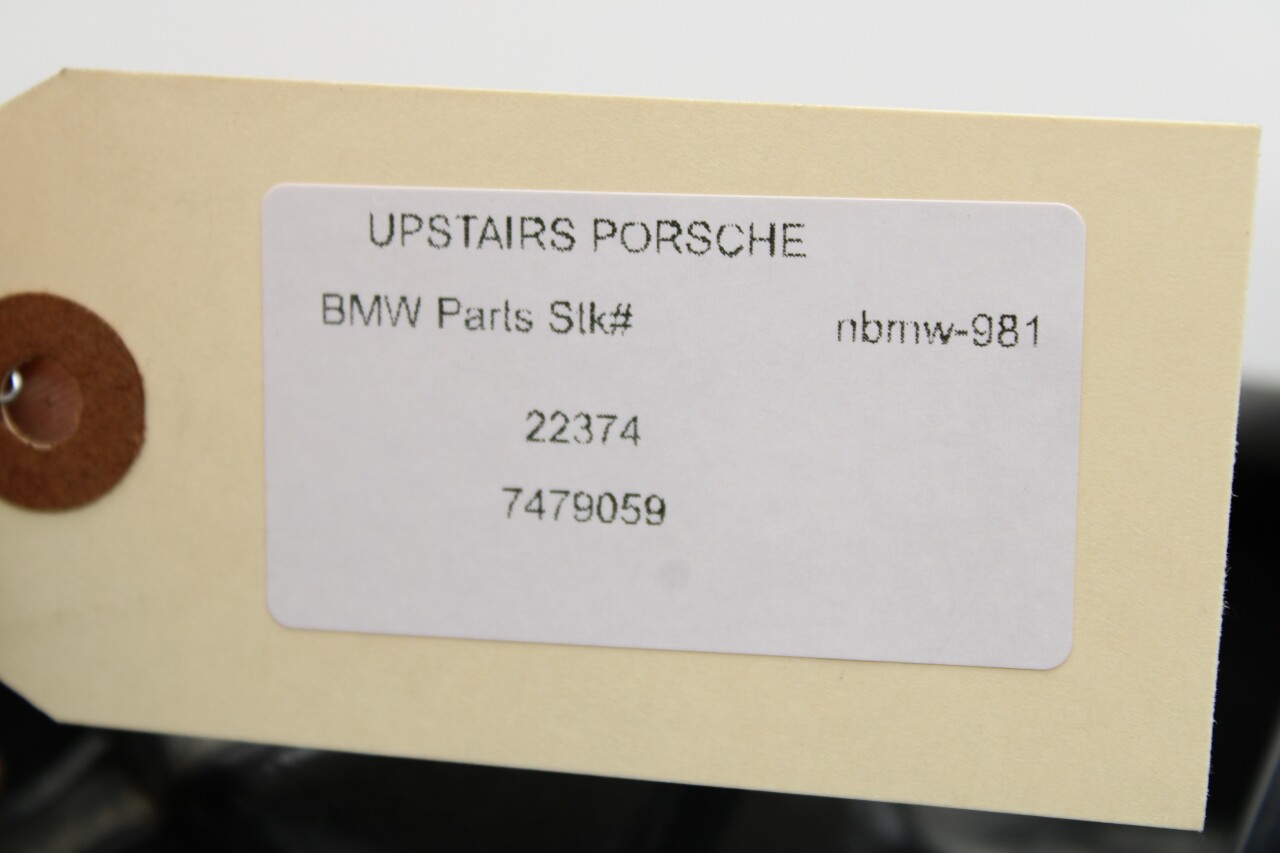 UPSTAIRS PORSCHE
BMW Parts Stk# nbmw-981
22374
7479059